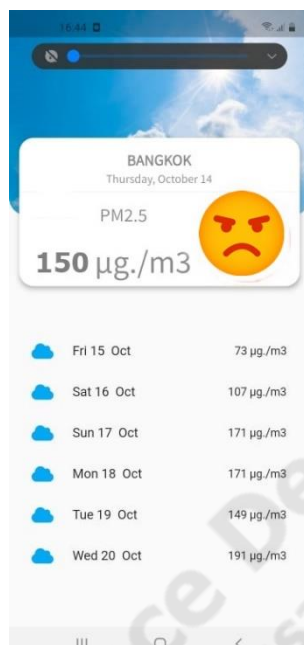 16:44
BANGKOK
Thursday, October 14
PM2.5
150 µg./m3
Fri 15 Oct 73 µg./m3
Sat 16 Oct 107 µg./m3
Sun 17 Oct 171 µg./m3
Mon 18 Oct 171 µg./m3
Tue 19 Oct 149 µg./m3
Wed 20 Oct 191 µg./m3